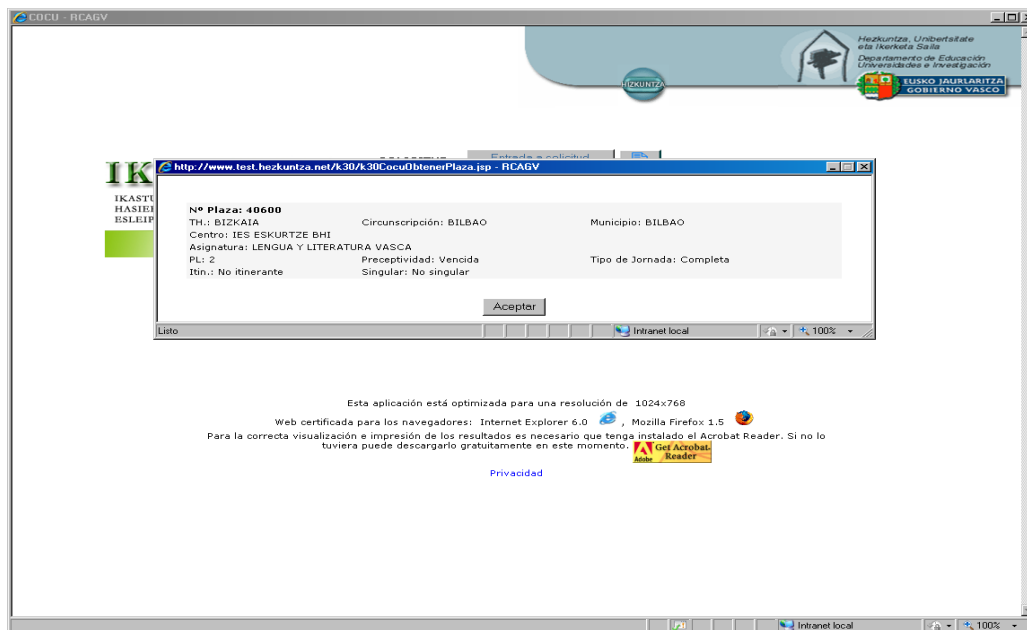 COCU - RCAGV
Hezkuntza, Unibertsitate
eta Ikerketa Saila
Departamento de Educación
Universidades e Investigación
HIZKUNTZA
EUSKO JAURLARITZA
GOBIERNO VASCO
Entrada a solicitud
IK
IKASTU
HASIE
ESLEIP
http://www.test.hezkuntza.net/k30/k30CocuObtenerPlaza.jsp - RCAGV
Nº Plaza: 40600
TH.: BIZKAIA Circunscripción: BILBAO Municipio: BILBAO
Centro: IES ESKURTZE BHI
Asignatura: LENGUA Y LITERATURA VASCA
PL: 2 Preceptividad: Vencida Tipo de Jornada: Completa
Itin.: No itinerante Singular: No singular
Aceptar
Listo Intranet local 100%
Esta aplicación está optimizada para una resolución de 1024x768
Web certificada para los navegadores: Internet Explorer 6.0 , Mozilla Firefox 1.5
Para la correcta visualización e impresión de los resultados es necesario que tenga instalado el Acrobat Reader. Si no lo
tuviera puede descargarlo gratuitamente en este momento. Get Acrobat Reader Adobe
Privacidad
Intranet local 100%